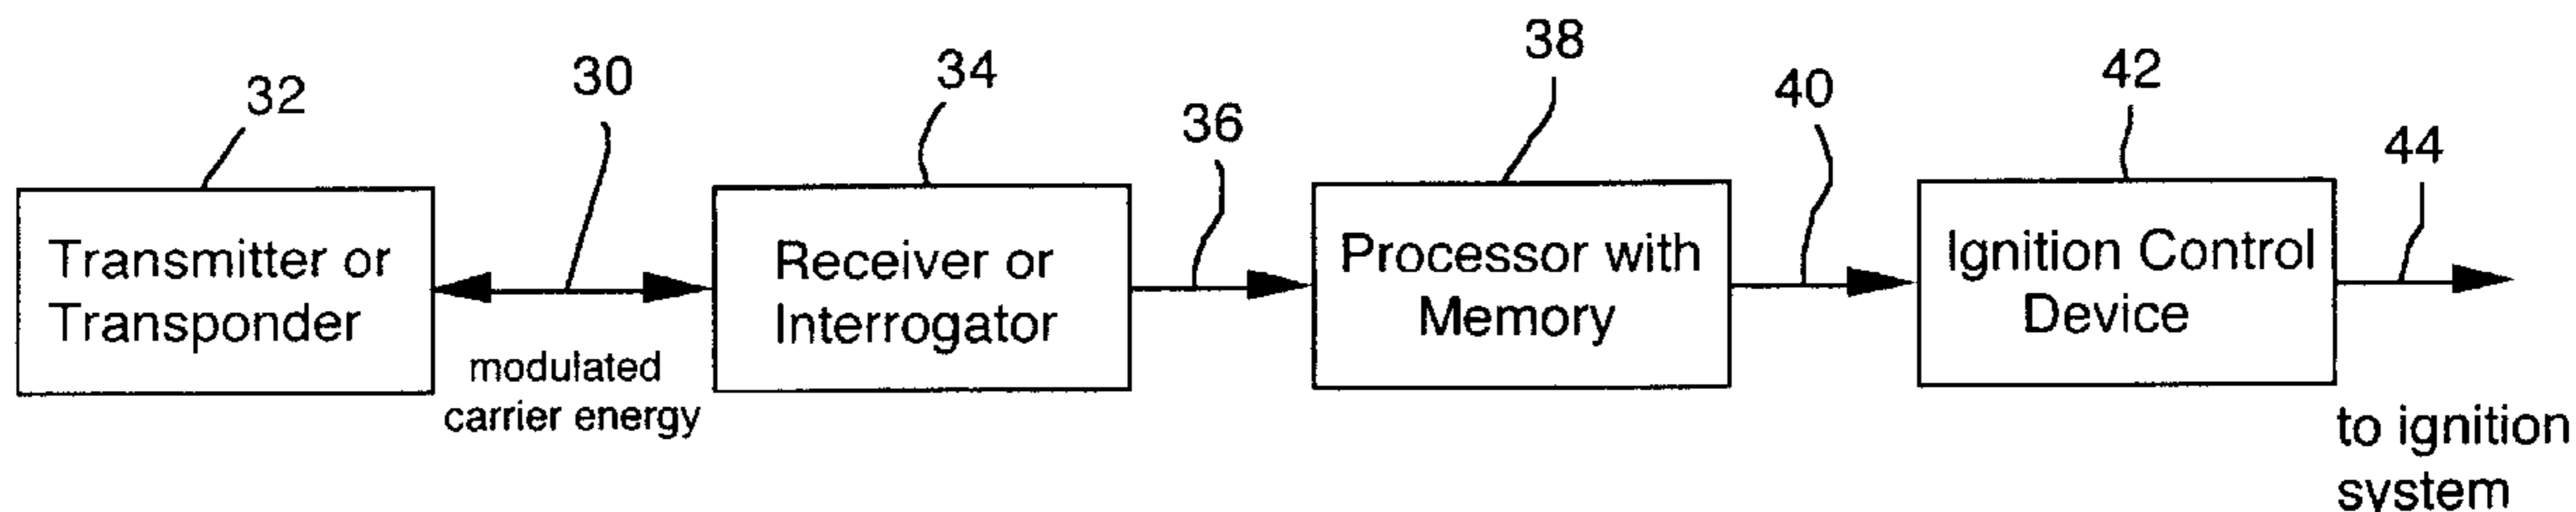 32
30
34
36
38
40
42
44
Transmitter or
Transponder
modulated
carrier energy
Receiver or
Interrogator
Processor with
Memory
Ignition Control
Device
to ignition
system